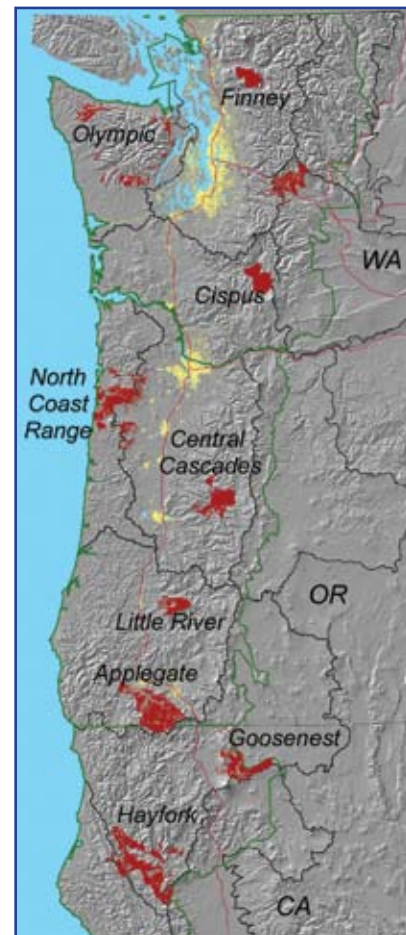 Finney
Olympic
WA
Cispus
North
Coast
Range
Central
Cascades
OR
Little River
Applegate
Goosenest
Hayfork
CA